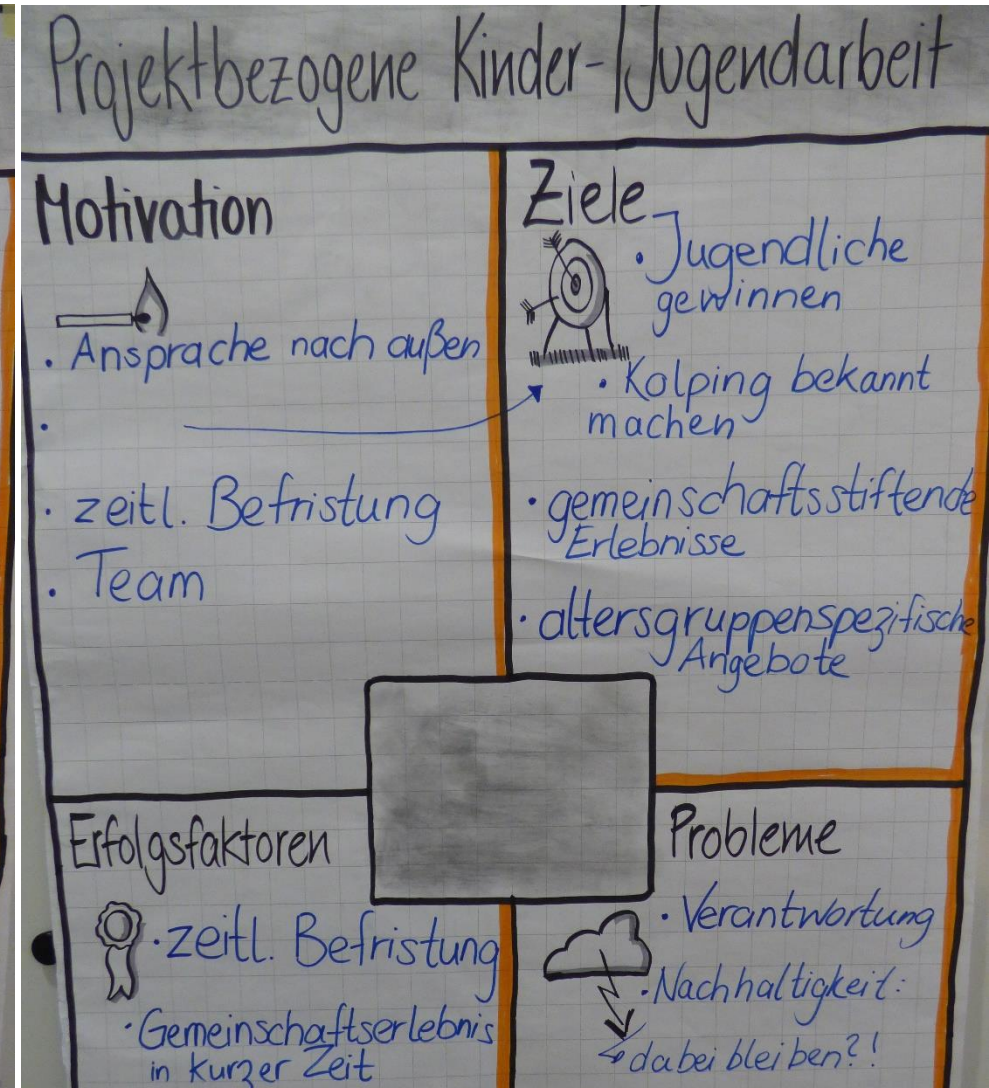 Projektbezogene Kinder-/Jugendarbeit
Motivation
· Ansprache nach außen
·
· zeitl. Befristung
· Team
Ziele
· Jugendliche
gewinnen
· Kolping bekannt
machen
· gemeinschaftsstiftende
Erlebnisse
· altersgruppenspezifische
Angebote
Erfolgsfaktoren
· zeitl. Befristung
· Gemeinschaftserlebnis
in kurzer Zeit
Probleme
· Verantwortung
· Nachhaltigkeit:
↳ dabei bleiben?!